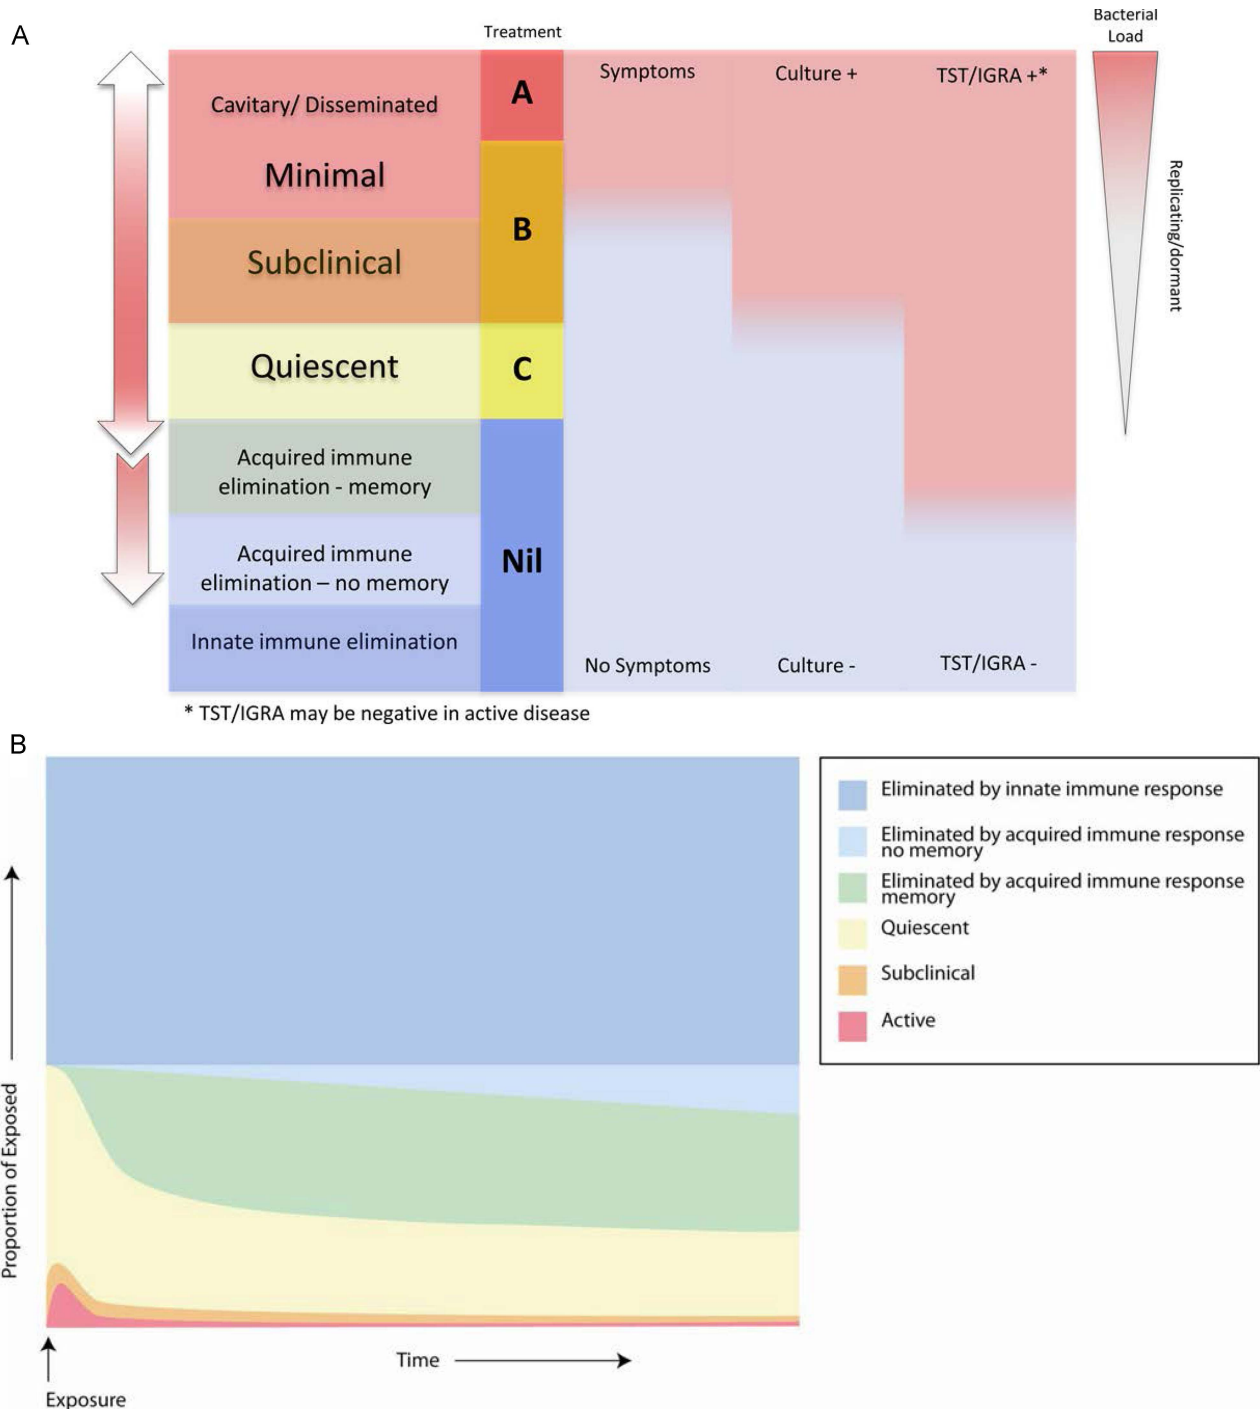 A
Treatment
Bacterial
Load
Cavitary/ Disseminated
A
Symptoms
Culture +
TST/IGRA +*
Minimal
B
Replicating/dormant
Subclinical
Quiescent
C
Acquired immune
elimination - memory
Acquired immune
elimination – no memory
Nil
Innate immune elimination
No Symptoms
Culture -
TST/IGRA -
* TST/IGRA may be negative in active disease
B
Eliminated by innate immune response
Eliminated by acquired immune response
no memory
Eliminated by acquired immune response
memory
Quiescent
Subclinical
Active
Proportion of Exposed
Time
Exposure